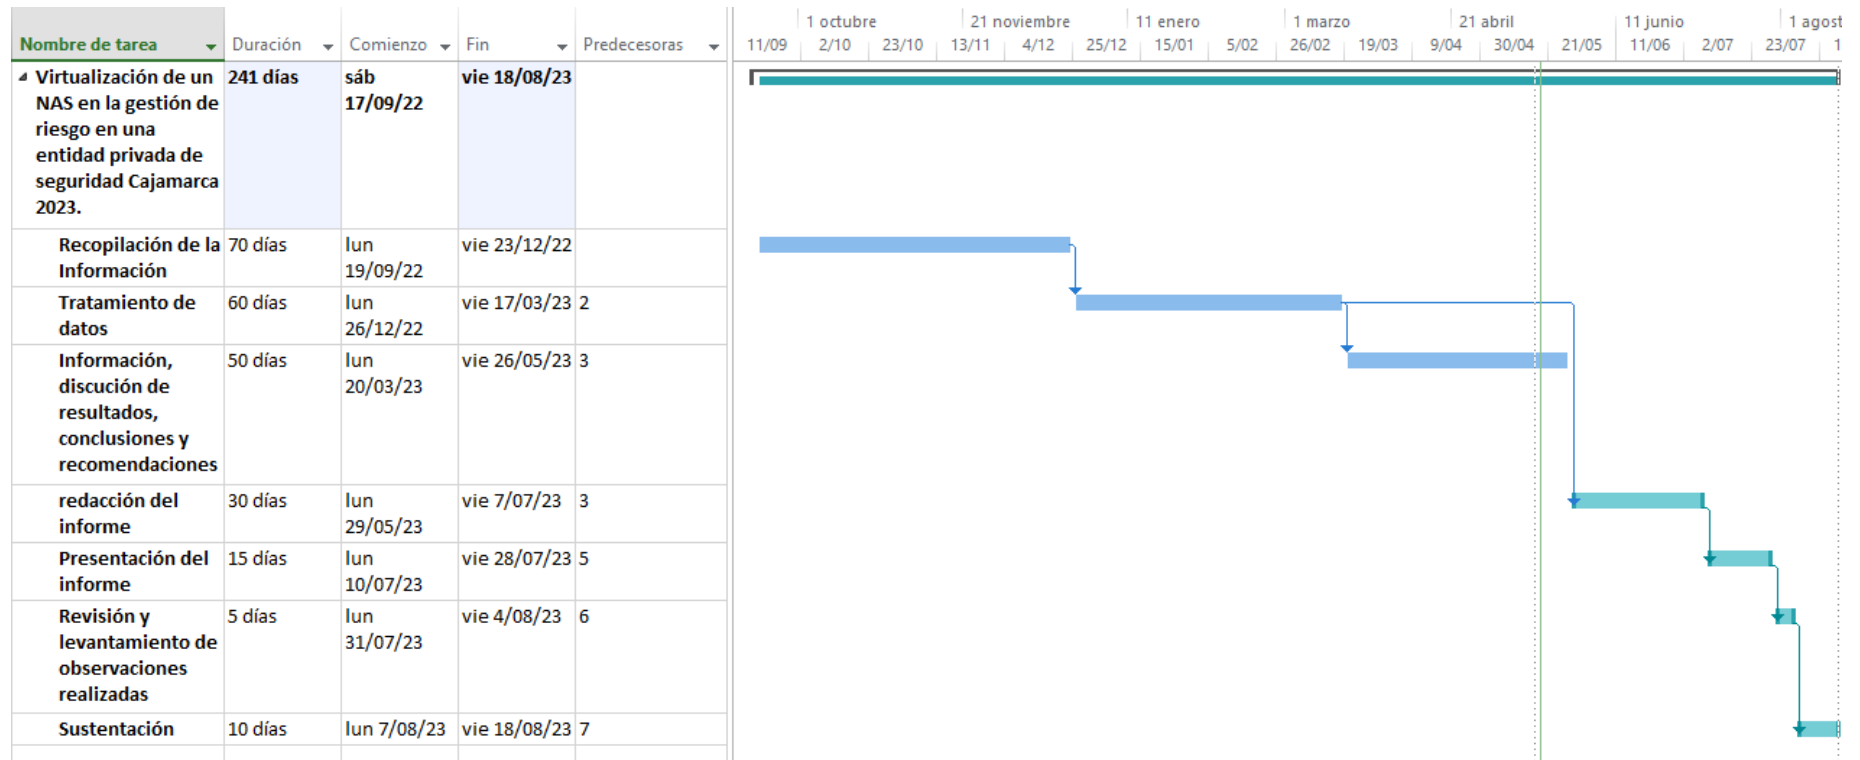 1 octubre 21 noviembre 11 enero 1 marzo 21 abril 11 junio 1 agost
Nombre de tarea Duración Comienzo Fin Predecesoras 11/09 2/10 23/10 13/11 4/12 25/12 15/01 5/02 26/02 19/03 9/04 30/04 21/05 11/06 2/07 23/07 1
Virtualización de un 241 días sáb vie 18/08/23
NAS en la gestión de 17/09/22
riesgo en una
entidad privada de
seguridad Cajamarca
2023.
Recopilación de la 70 días lun vie 23/12/22
Información 19/09/22
Tratamiento de 60 días lun vie 17/03/23 2
datos 26/12/22
Información, 50 días lun vie 26/05/23 3
discución de 20/03/23
resultados,
conclusiones y
recomendaciones
redacción del 30 días lun vie 7/07/23 3
informe 29/05/23
Presentación del 15 días lun vie 28/07/23 5
informe 10/07/23
Revisión y 5 días lun vie 4/08/23 6
levantamiento de 31/07/23
observaciones
realizadas
Sustentación 10 días lun 7/08/23 vie 18/08/23 7